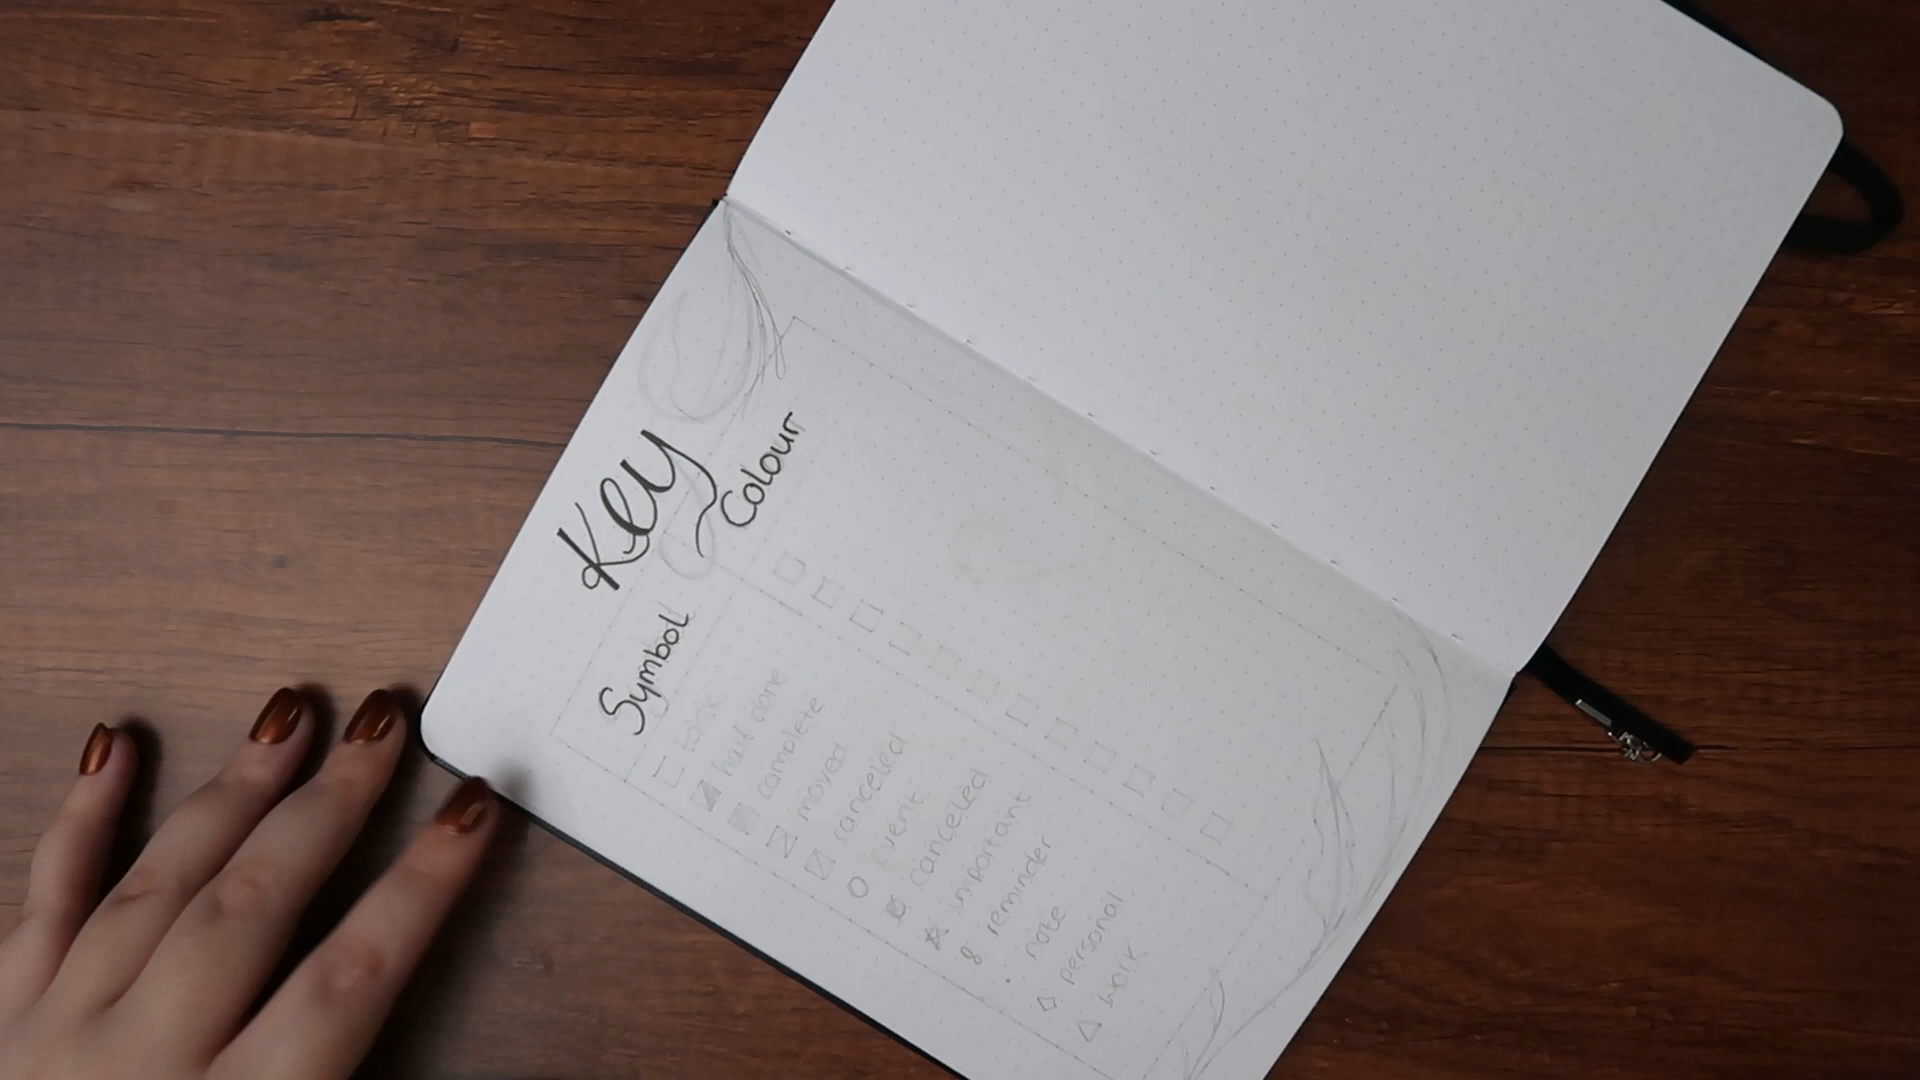 Key
Symbol
Colour
task
half done
complete
moved
canceled
event
canceled
important
reminder
note
personal
work